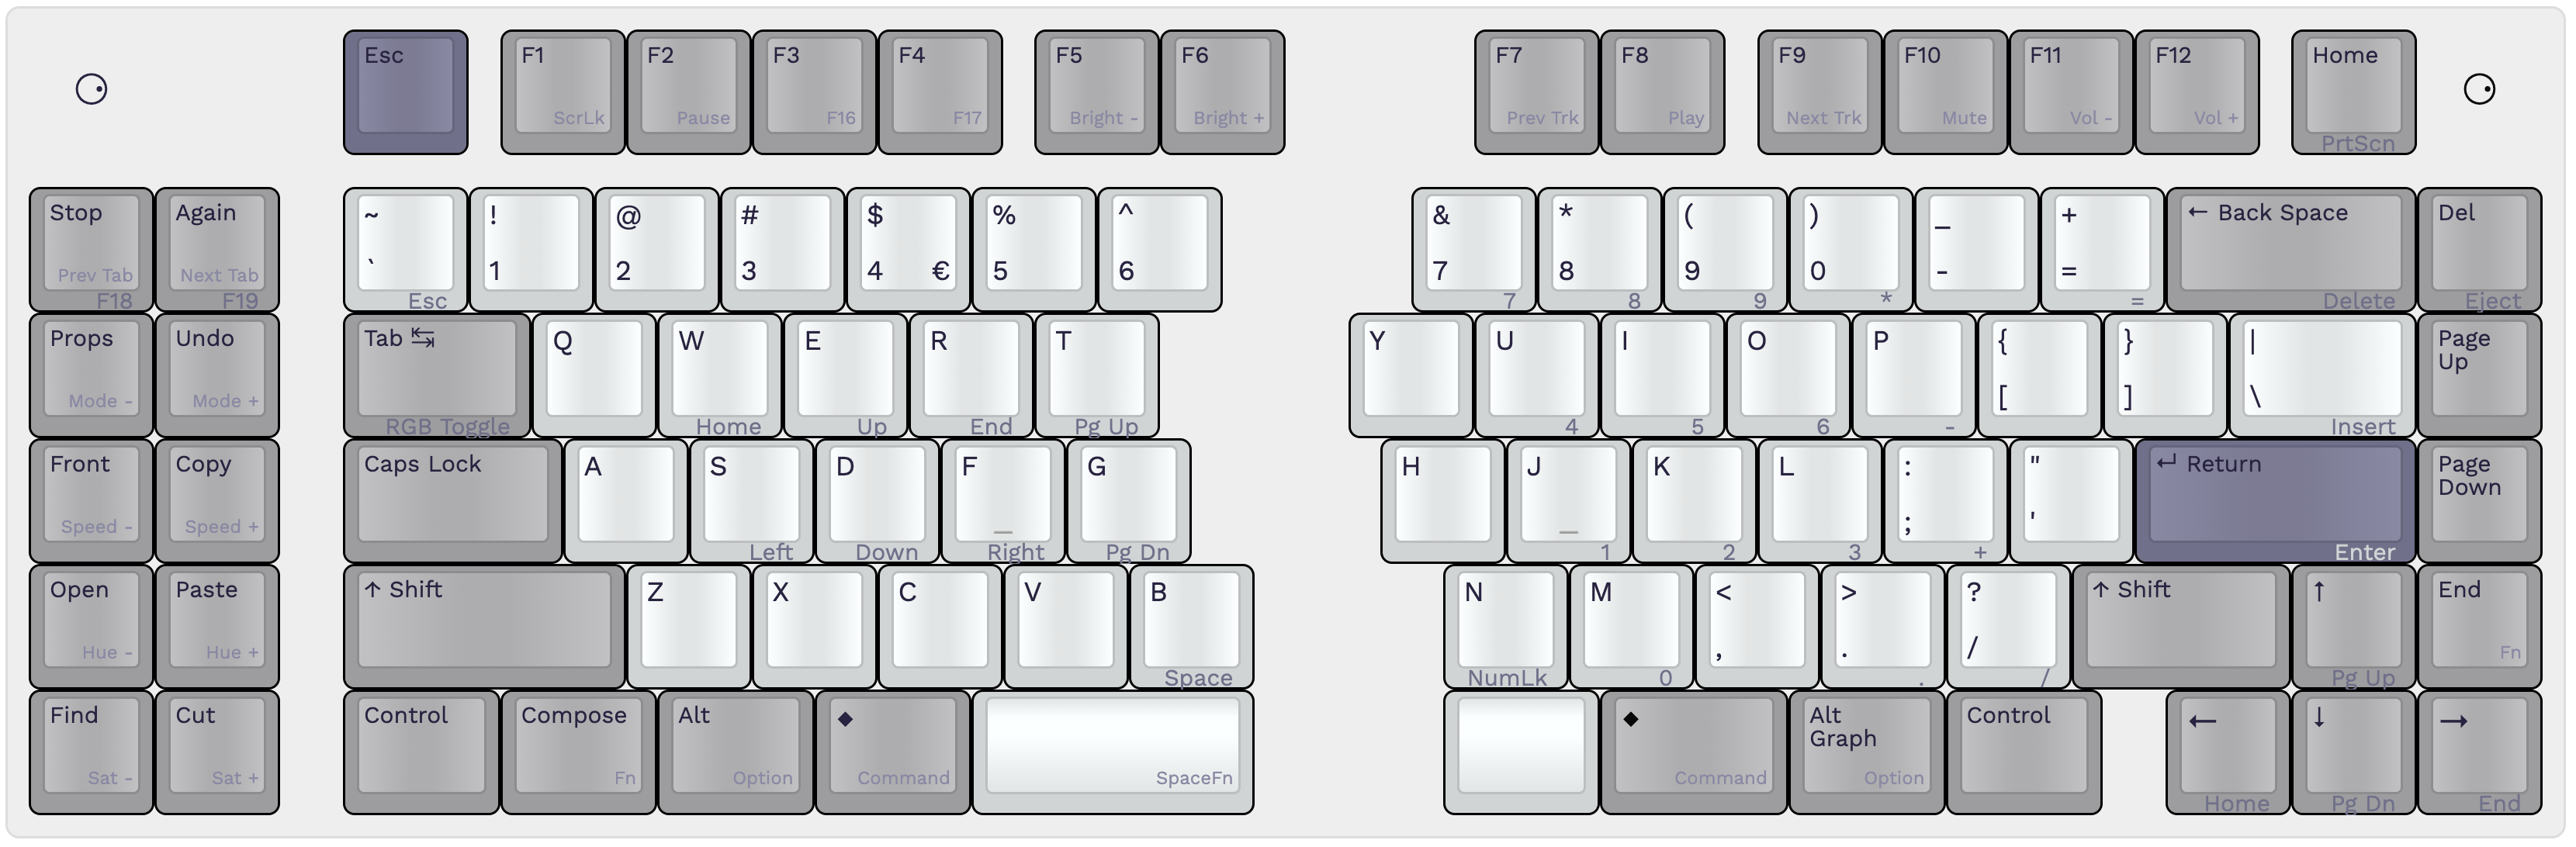 Esc F1 F2 F3 F4 F5 F6 F7 F8 F9 F10 F11 F12 Home
ScrLk Pause F16 F17 Bright - Bright + Prev Trk Play Next Trk Mute Vol - Vol +
PrtScn
Stop Again ~ ! @ # $ % ^ & * ( ) _ + ← Back Space Del
Prev Tab Next Tab ` 1 2 3 4 € 5 6 7 8 9 0 - =
F18 F19 Esc 7 8 9 * = Delete Eject
Props Undo Tab ↹ Q W E R T Y U I O P { } | Page
Up
Mode - Mode + [ ] \
RGB Toggle Home Up End Pg Up 4 5 6 - Insert
Front Copy Caps Lock A S D F G H J K L : " ↵ Return Page
Down
Speed - Speed + _ _ ; '
Left Down Right Pg Dn 1 2 3 + Enter
Open Paste ↑ Shift Z X C V B N M < > ? ↑ Shift ↑ End
Hue - Hue + , . / Fn
Space NumLk 0 . / Pg Up
Find Cut Control Compose Alt ◆ ◆ Alt Control ← ↓ →
Graph
Sat - Sat + Fn Option Command SpaceFn Command Option
Home Pg Dn End